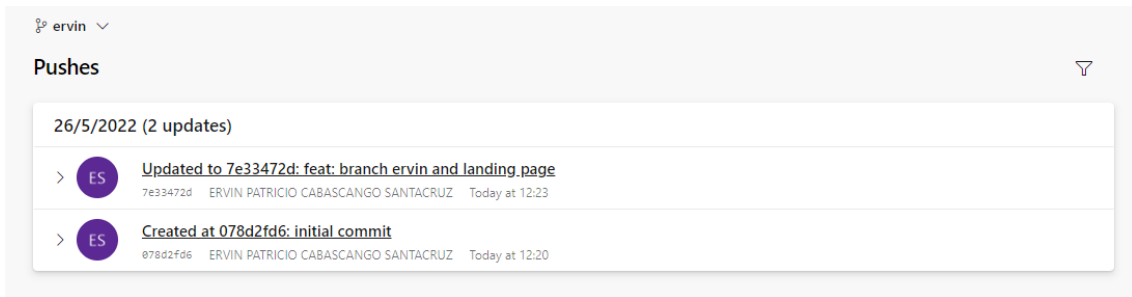 ervin
Pushes
26/5/2022 (2 updates)
ES
Updated to 7e33472d: feat: branch ervin and landing page
7e33472d ERVIN PATRICIO CABASCANGO SANTACRUZ Today at 12:23
ES
Created at 078d2fd6: initial commit
078d2fd6 ERVIN PATRICIO CABASCANGO SANTACRUZ Today at 12:20